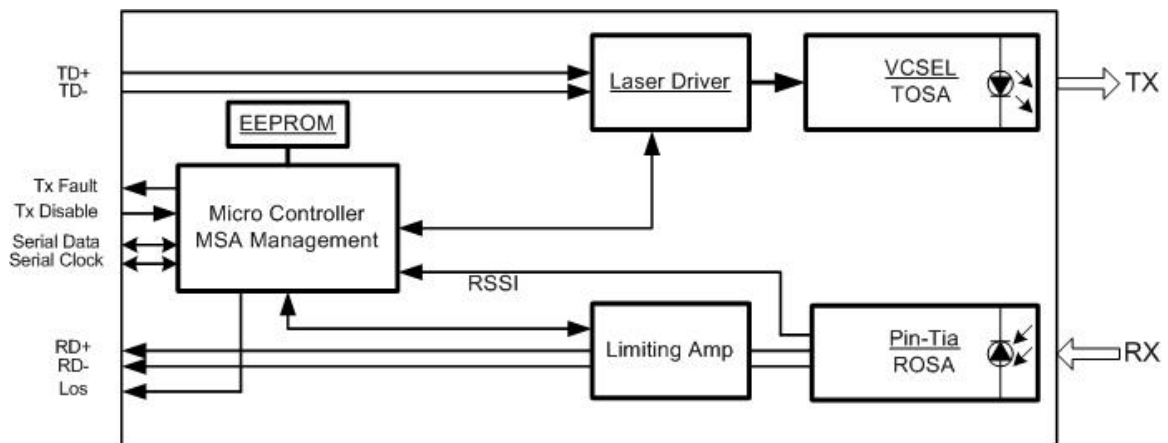 TD+
TD-
Laser Driver
VCSEL
TOSA
TX
EEPROM
Tx Fault
Tx Disable
Serial Data
Serial Clock
Micro Controller
MSA Management
RSSI
RD+
RD-
Los
Limiting Amp
Pin-Tia
ROSA
RX